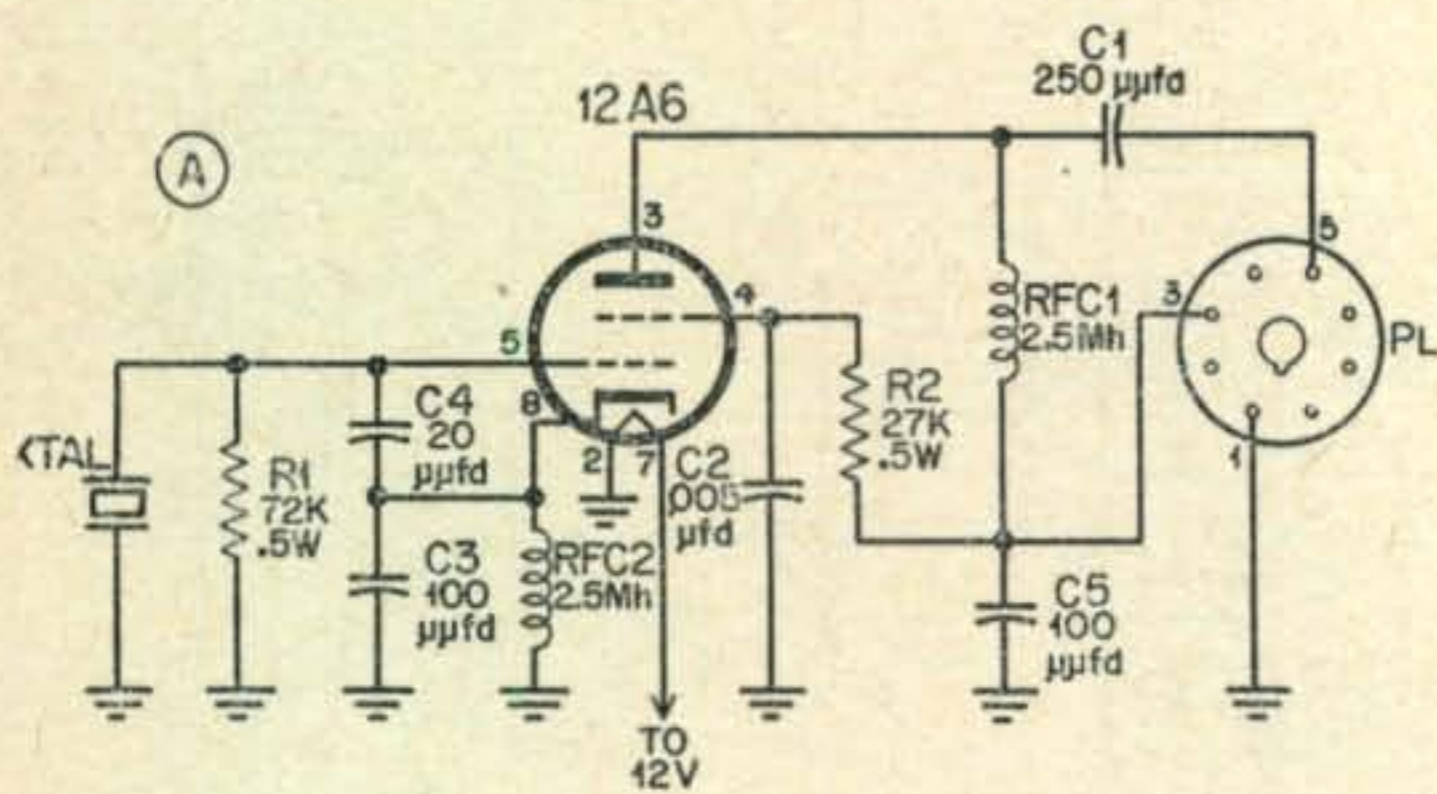 A
12A6
C1
250 µµfd
3
5
4
3
5
8
2
7
1
RFC1
2.5Mh
PL
R2
27K
.5W
C4
20
µµfd
XTAL
R1
72K
.5W
C3
100
µµfd
RFC2
2.5Mh
C2
.005
µfd
C5
100
µµfd
TO
12V